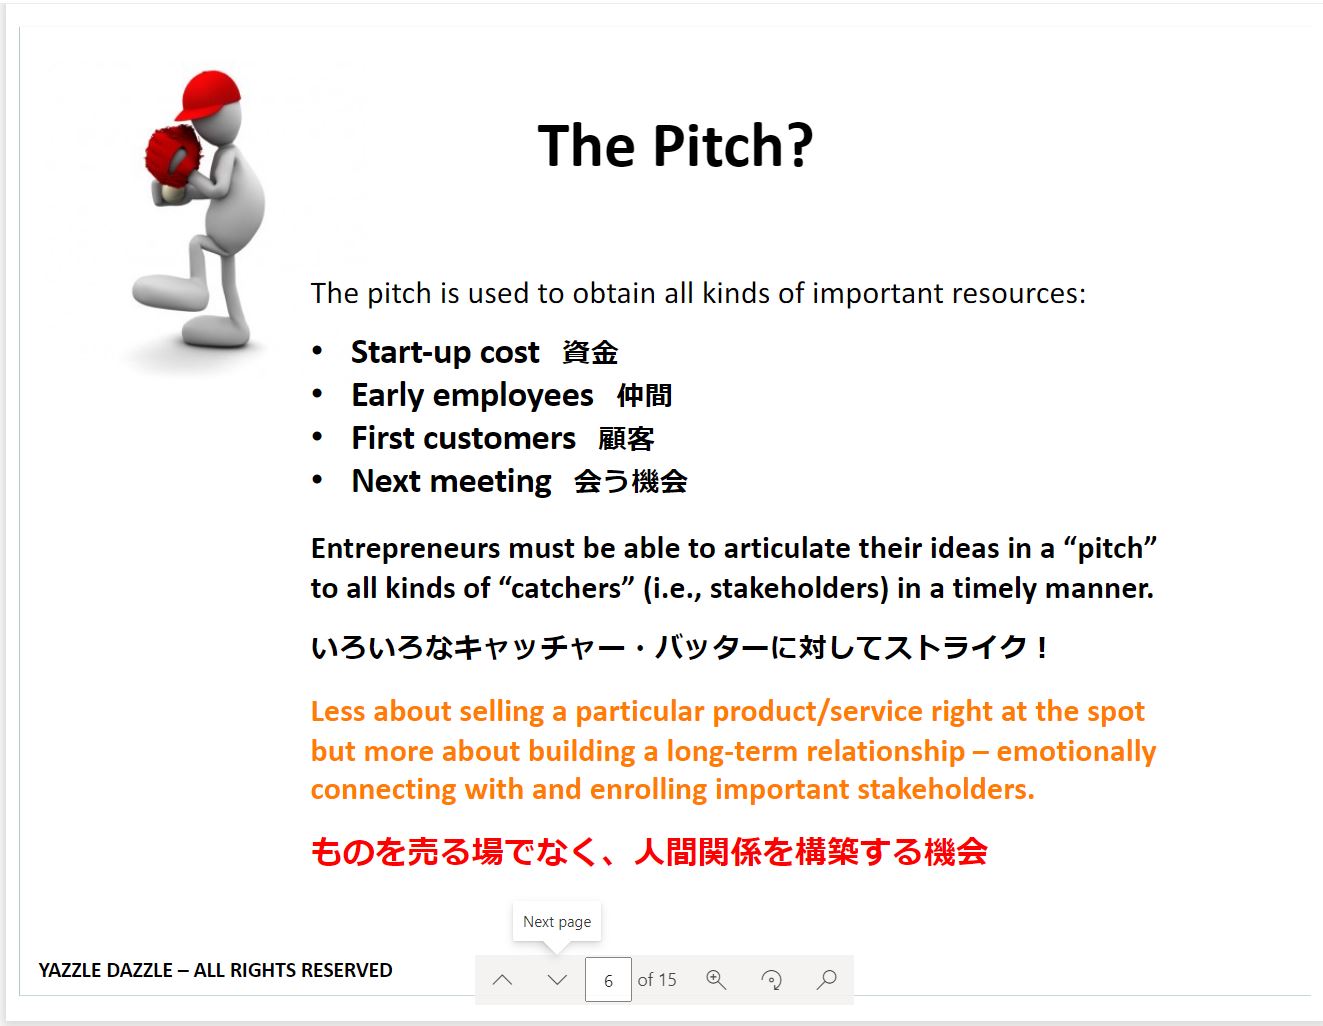 The Pitch?
The pitch is used to obtain all kinds of important resources:
• Start-up cost 資金
• Early employees 仲間
• First customers 顧客
• Next meeting 会う機会
Entrepreneurs must be able to articulate their ideas in a “pitch”
to all kinds of “catchers” (i.e., stakeholders) in a timely manner.
いろいろなキャッチャー・バッターに対してストライク！
Less about selling a particular product/service right at the spot
but more about building a long-term relationship – emotionally
connecting with and enrolling important stakeholders.
ものを売る場でなく、人間関係を構築する機会
Next page
YAZZLE DAZZLE – ALL RIGHTS RESERVED
6 of 15